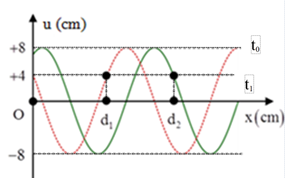 u (cm)
+8
t₀
+4
t₁
O
d₁
d₂
x(cm)
−8